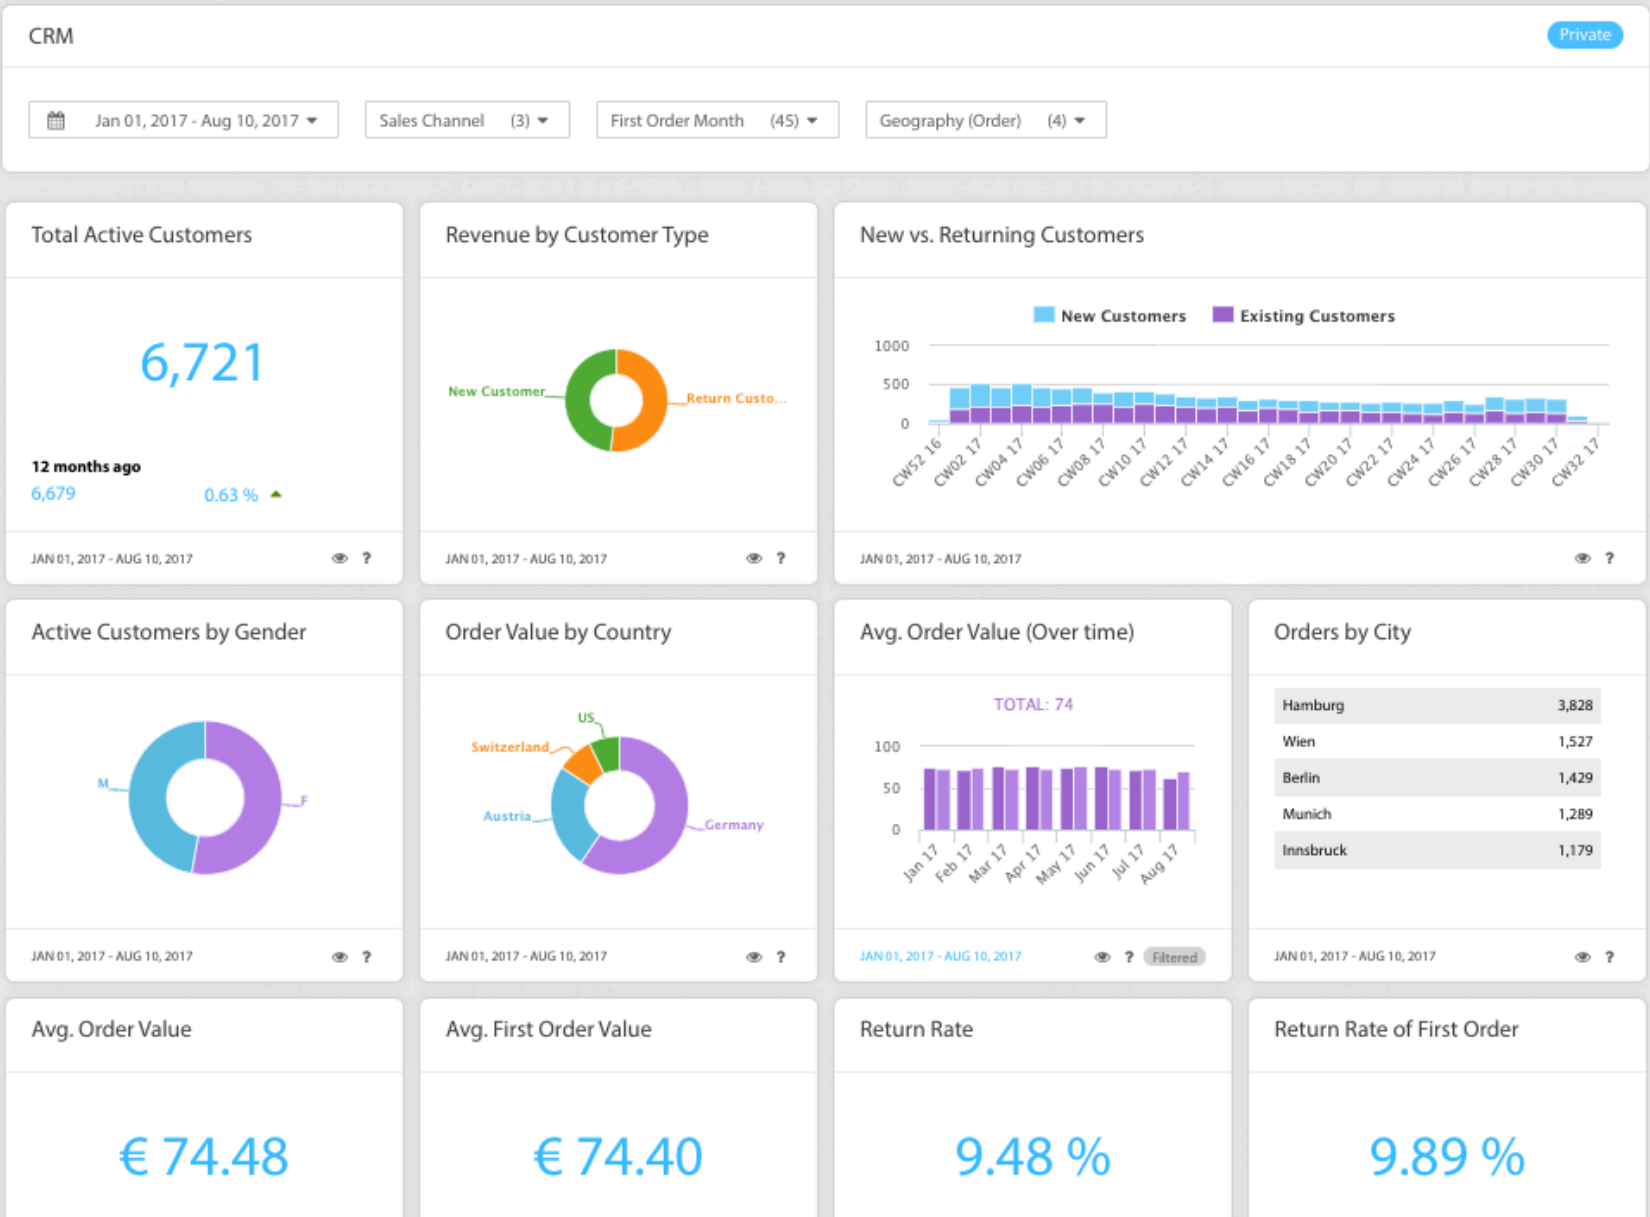 CRM
Private
Jan 01, 2017 - Aug 10, 2017
Sales Channel (3)
First Order Month (45)
Geography (Order) (4)
Total Active Customers
6,721
12 months ago
6,679 0.63 %
JAN 01, 2017 - AUG 10, 2017 ?
Revenue by Customer Type
New Customer
Return Custo...
JAN 01, 2017 - AUG 10, 2017 ?
New vs. Returning Customers
New Customers Existing Customers
1000
500
0
CW52 16 CW02 17 CW04 17 CW06 17 CW08 17 CW10 17 CW12 17 CW14 17 CW16 17 CW18 17 CW20 17 CW22 17 CW24 17 CW26 17 CW28 17 CW30 17 CW32 17
JAN 01, 2017 - AUG 10, 2017 ?
Active Customers by Gender
M
F
JAN 01, 2017 - AUG 10, 2017 ?
Order Value by Country
US
Switzerland
Austria
Germany
JAN 01, 2017 - AUG 10, 2017 ?
Avg. Order Value (Over time)
TOTAL: 74
100
50
0
Jan 17 Feb 17 Mar 17 Apr 17 May 17 Jun 17 Jul 17 Aug 17
JAN 01, 2017 - AUG 10, 2017 ? Filtered
Orders by City
Hamburg 3,828
Wien 1,527
Berlin 1,429
Munich 1,289
Innsbruck 1,179
JAN 01, 2017 - AUG 10, 2017 ?
Avg. Order Value
€ 74.48
Avg. First Order Value
€ 74.40
Return Rate
9.48 %
Return Rate of First Order
9.89 %